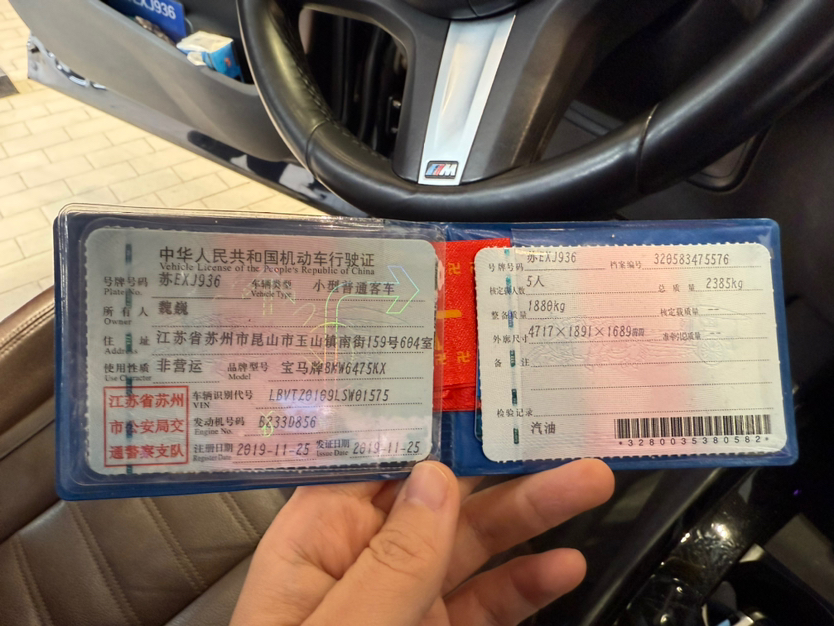 XJ936
M
中华人民共和国机动车行驶证
Vehicle License of the People's Republic of China
号牌号码 苏EXJ936 车辆类型 小型普通客车
Plate No. Vehicle Type
所有人 魏巍
Owner
住址 江苏省苏州市昆山市玉山镇南街159号604室
Address
使用性质 非营运 品牌型号 宝马牌BMW6475KX
Use Character Model
江苏省苏州
市公安局交
通警察支队
车辆识别代号 LBVTZ0109LSW01575
VIN
发动机号码 B233D856
Engine No.
注册日期 2019-11-25 发证日期 2019-11-25
Register Date Issue Date
号牌号码 苏EXJ936 档案编号 320583475576
核定载人数 5人 总质量 2385kg
整备质量 1880kg 核定载质量 --
外廓尺寸 4717×1891×1689mm 准牵引总质量 --
备注
检验记录
汽油
*3280035380582*